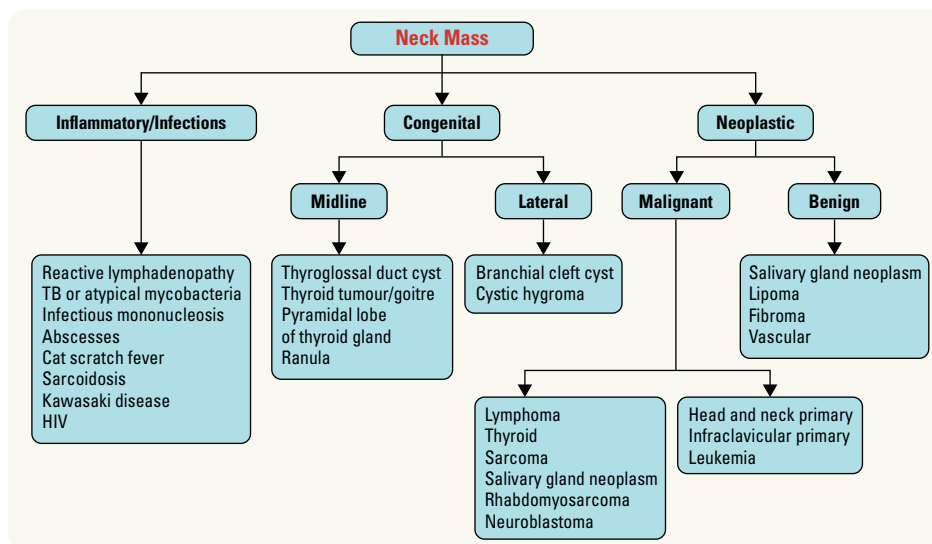 Neck Mass
Inflammatory/Infections
Congenital
Neoplastic
Midline
Lateral
Malignant
Benign
Reactive lymphadenopathy
TB or atypical mycobacteria
Infectious mononucleosis
Abscesses
Cat scratch fever
Sarcoidosis
Kawasaki disease
HIV
Thyroglossal duct cyst
Thyroid tumour/goitre
Pyramidal lobe
of thyroid gland
Ranula
Branchial cleft cyst
Cystic hygroma
Salivary gland neoplasm
Lipoma
Fibroma
Vascular
Lymphoma
Thyroid
Sarcoma
Salivary gland neoplasm
Rhabdomyosarcoma
Neuroblastoma
Head and neck primary
Infraclavicular primary
Leukemia